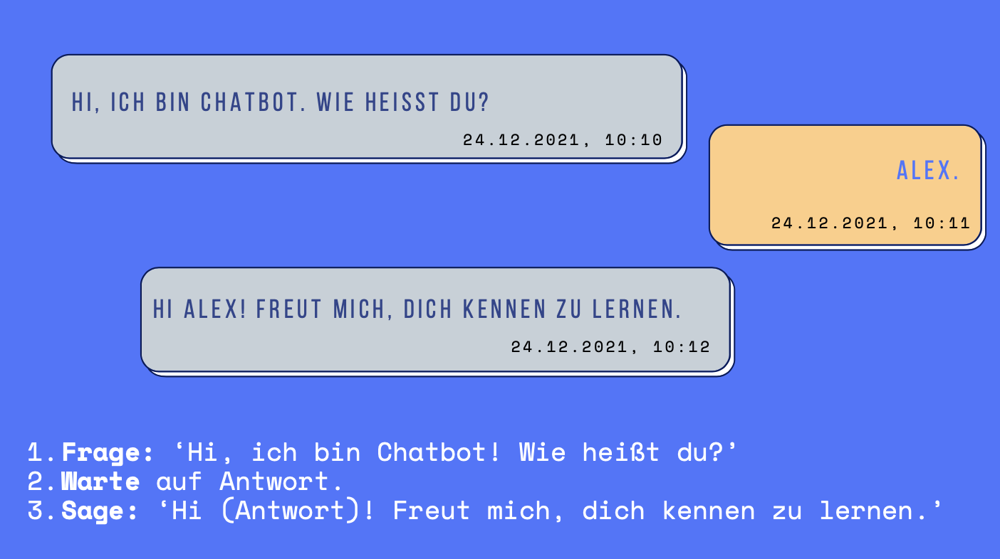 HI, ICH BIN CHATBOT. WIE HEISST DU?
24.12.2021, 10:10
ALEX.
24.12.2021, 10:11
HI ALEX! FREUT MICH, DICH KENNEN ZU LERNEN.
24.12.2021, 10:12
1. Frage: ‘Hi, ich bin Chatbot! Wie heißt du?’
2. Warte auf Antwort.
3. Sage: ‘Hi (Antwort)! Freut mich, dich kennen zu lernen.’